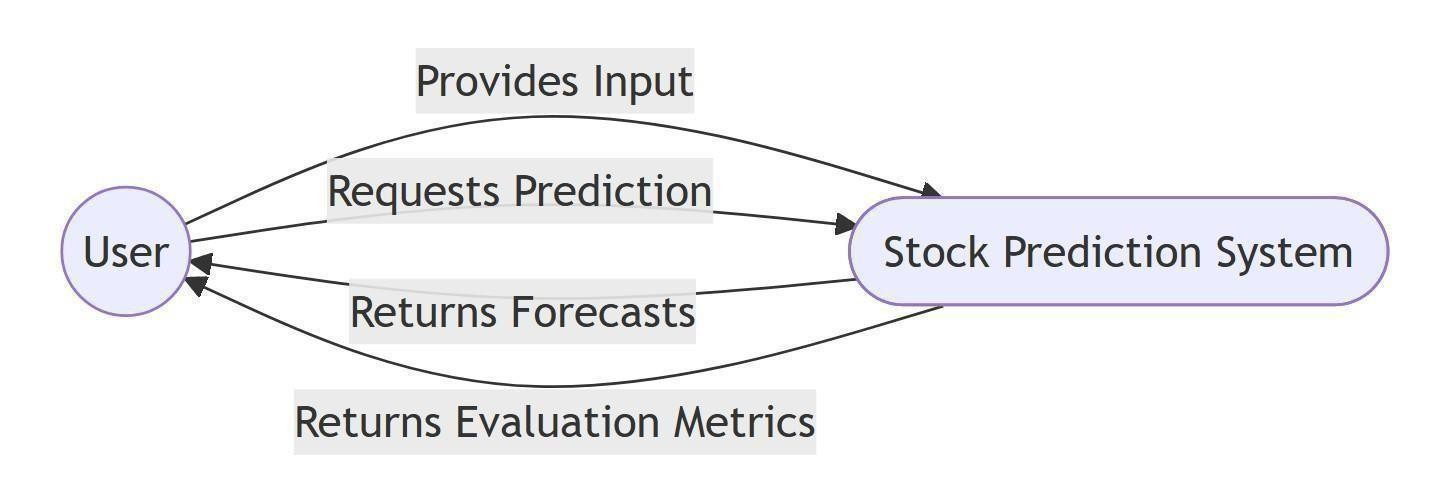 Provides Input
Requests Prediction
User
Stock Prediction System
Returns Forecasts
Returns Evaluation Metrics